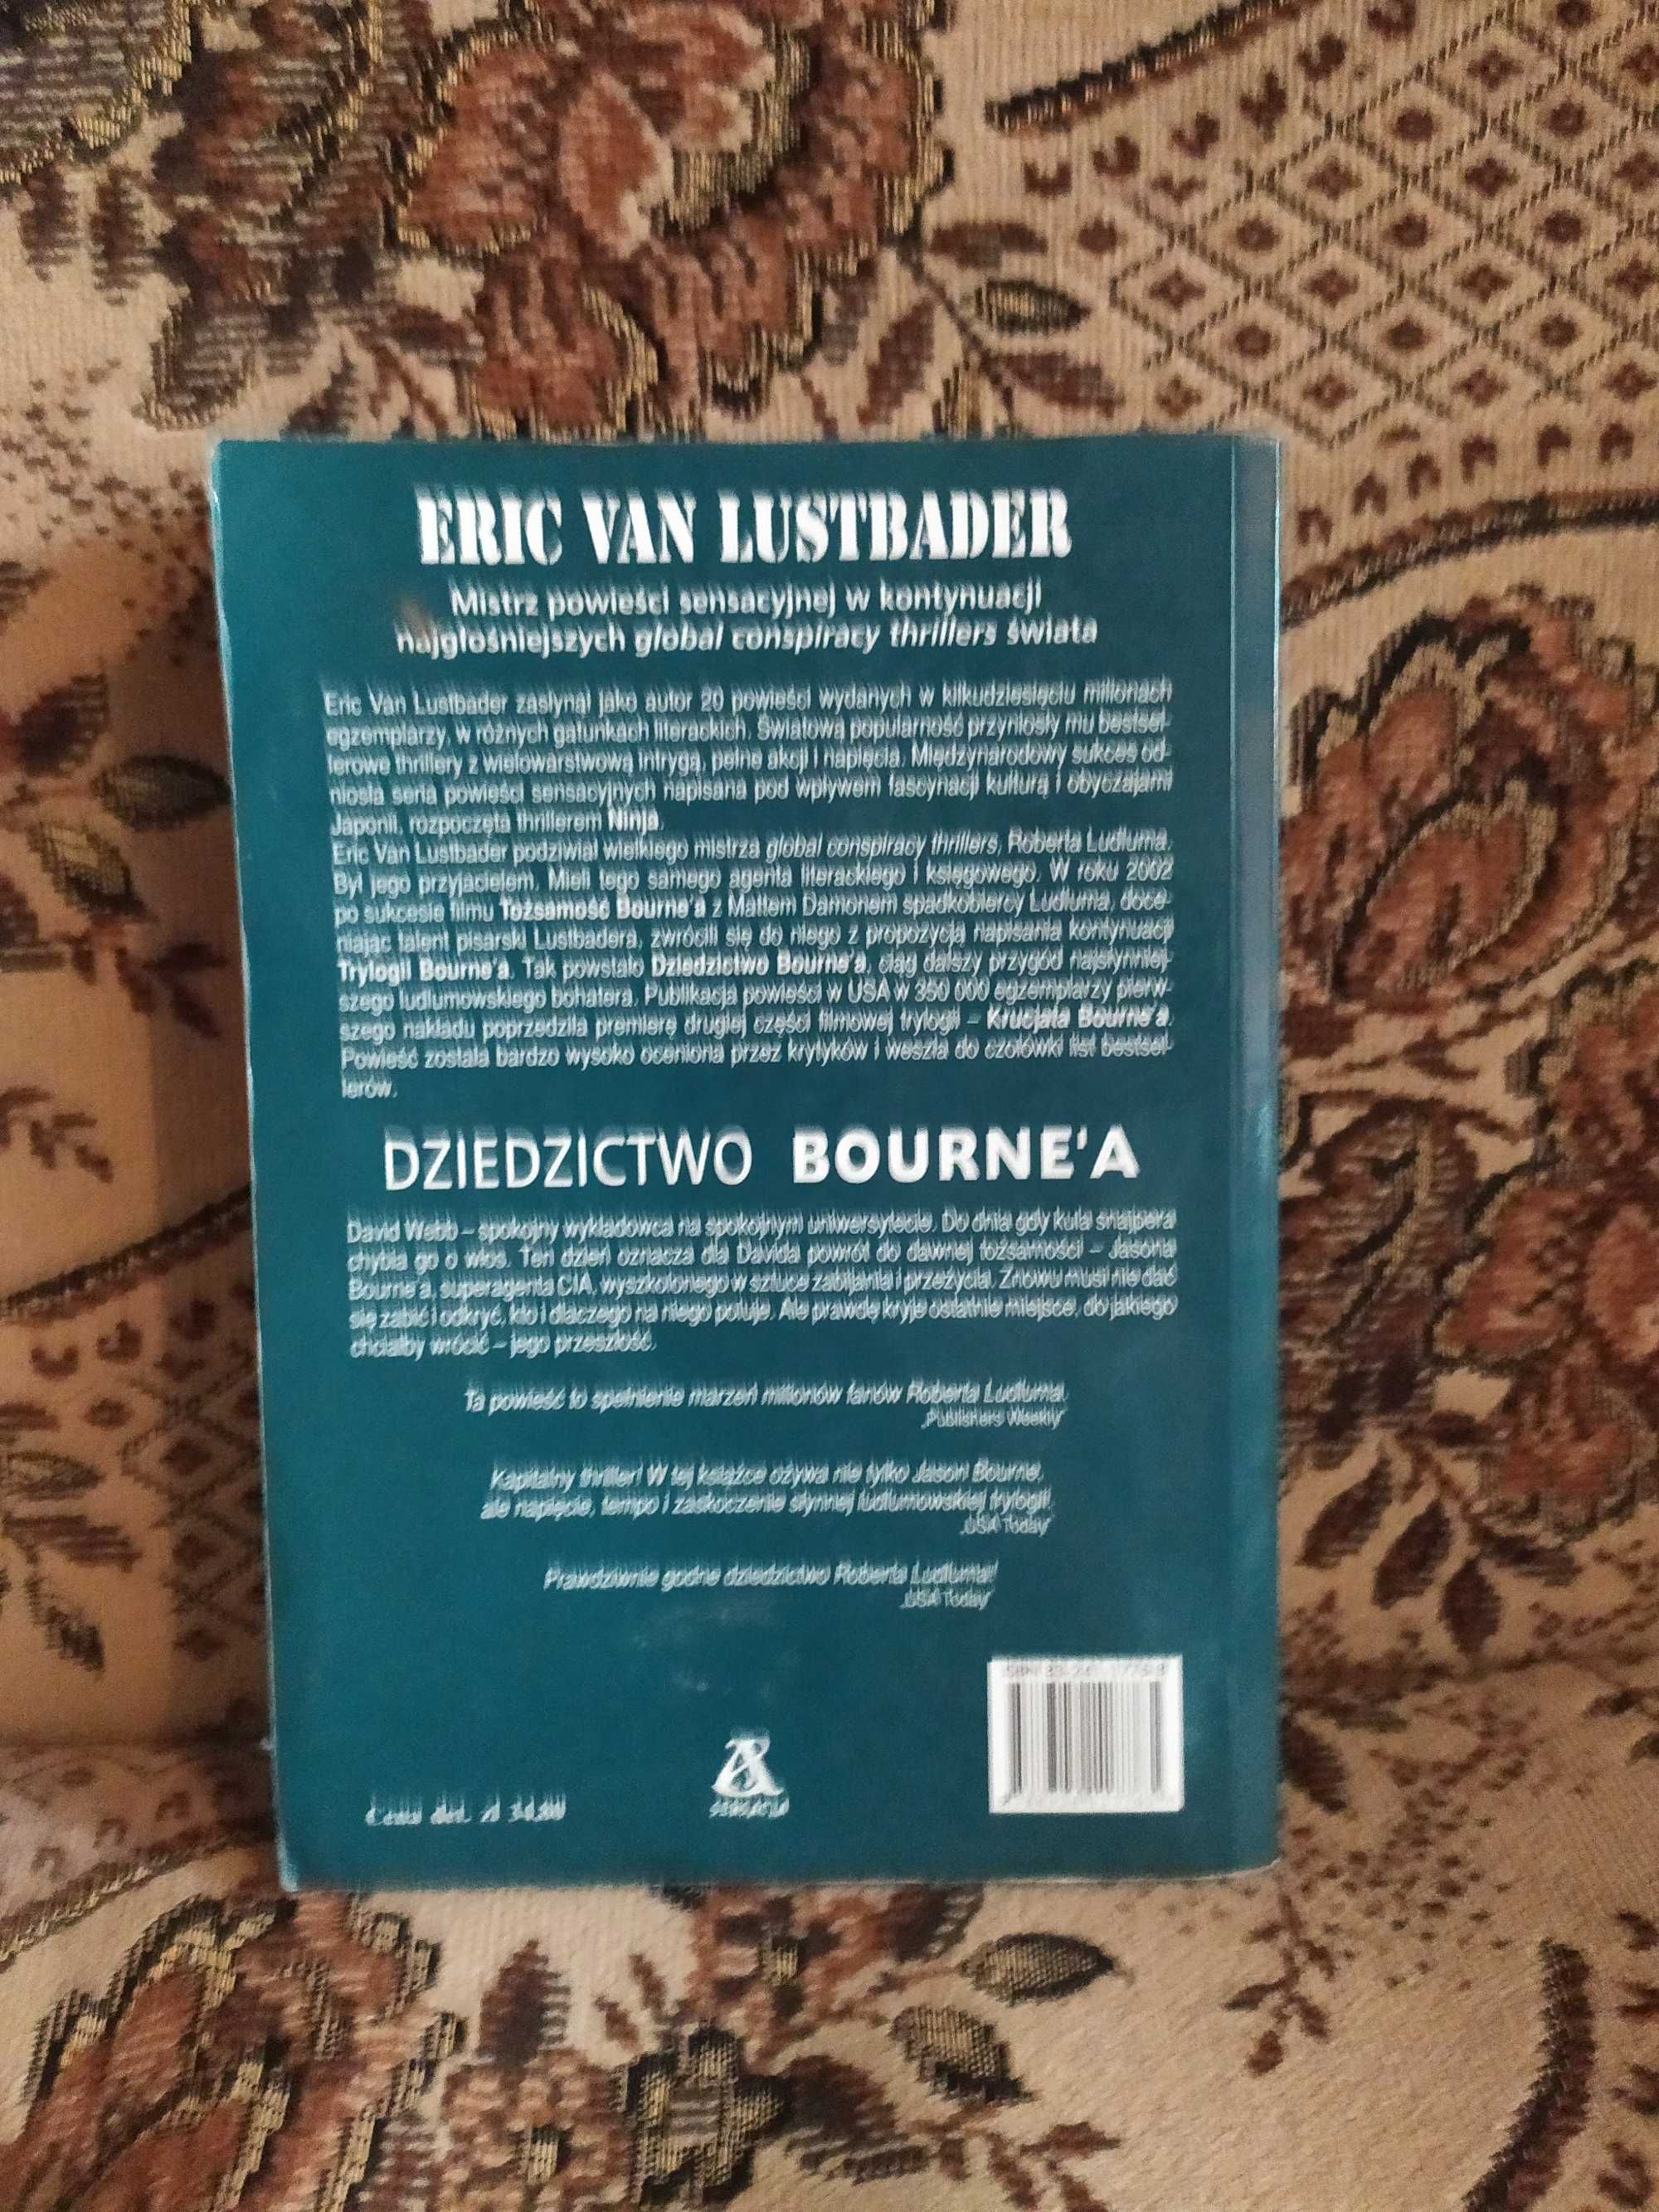 ERIC VAN LUSTBADER
Mistrz powieści sensacyjnej w kontynuacji
najgłośniejszych global conspiracy thrillers świata
Eric Van Lustbader zasłynął jako autor 20 powieści wydanych w kilkudziesięciu milionach
egzemplarzy, w różnych gatunkach literackich. Światową popularność przyniosły mu bestsel-
lerowe thrillery z wielowarstwową intrygą, pełne akcji i napięcia. Międzynarodowy sukces od-
niosła seria powieści sensacyjnych napisana pod wpływem fascynacji kulturą i obyczajami
Japonii, rozpoczęta thrillerem Ninja.
Eric Van Lustbader podziwiał wielkiego mistrza global conspiracy thrillers, Roberta Ludluma.
Był jego przyjacielem. Mieli tego samego agenta literackiego i księgowego. W roku 2002
po sukcesie filmu Tożsamość Bourne'a z Mattem Damonem spadkobiercy Ludluma, doce-
niając talent pisarski Lustbadera, zwrócili się do niego z propozycją napisania kontynuacji
Trylogii Bourne'a. Tak powstało Dziedzictwo Bourne'a, ciąg dalszy przygód najsłynniej-
szego ludlumowskiego bohatera. Publikacja powieści w USA w 350 000 egzemplarzy pierw-
szego nakładu poprzedziła premierę drugiej części filmowej trylogii – Krucjata Bourne'a.
Powieść została bardzo wysoko oceniona przez krytyków i weszła do czołówki list bestsel-
lerów.
DZIEDZICTWO BOURNE'A
David Webb – spokojny wykładowca na spokojnym uniwersytecie. Do dnia gdy kula snajpera
chybia go o włos. Ten dzień oznacza dla Davida powrót do dawnej tożsamości – Jasona
Bourne'a, superagenta CIA, wyszkolonego w sztuce zabijania i przeżycia. Znowu musi nie dać
się zabić i odkryć, kto i dlaczego na niego poluje. Ale prawdę kryje ostatnie miejsce, do jakiego
chciałby wrócić – jego przeszłość.
Ta powieść to spełnienie marzeń milionów fanów Roberta Ludluma!
„Publishers Weekly"
Kapitalny thriller! W tej książce ożywa nie tylko Jason Bourne,
ale napięcie, tempo i zaskoczenie słynnej ludlumowskiej trylogii!
„USA Today"
Prawdziwie godne dziedzictwo Roberta Ludluma!
„USA Today"
ISBN
Cena det. zł
SENSACJA